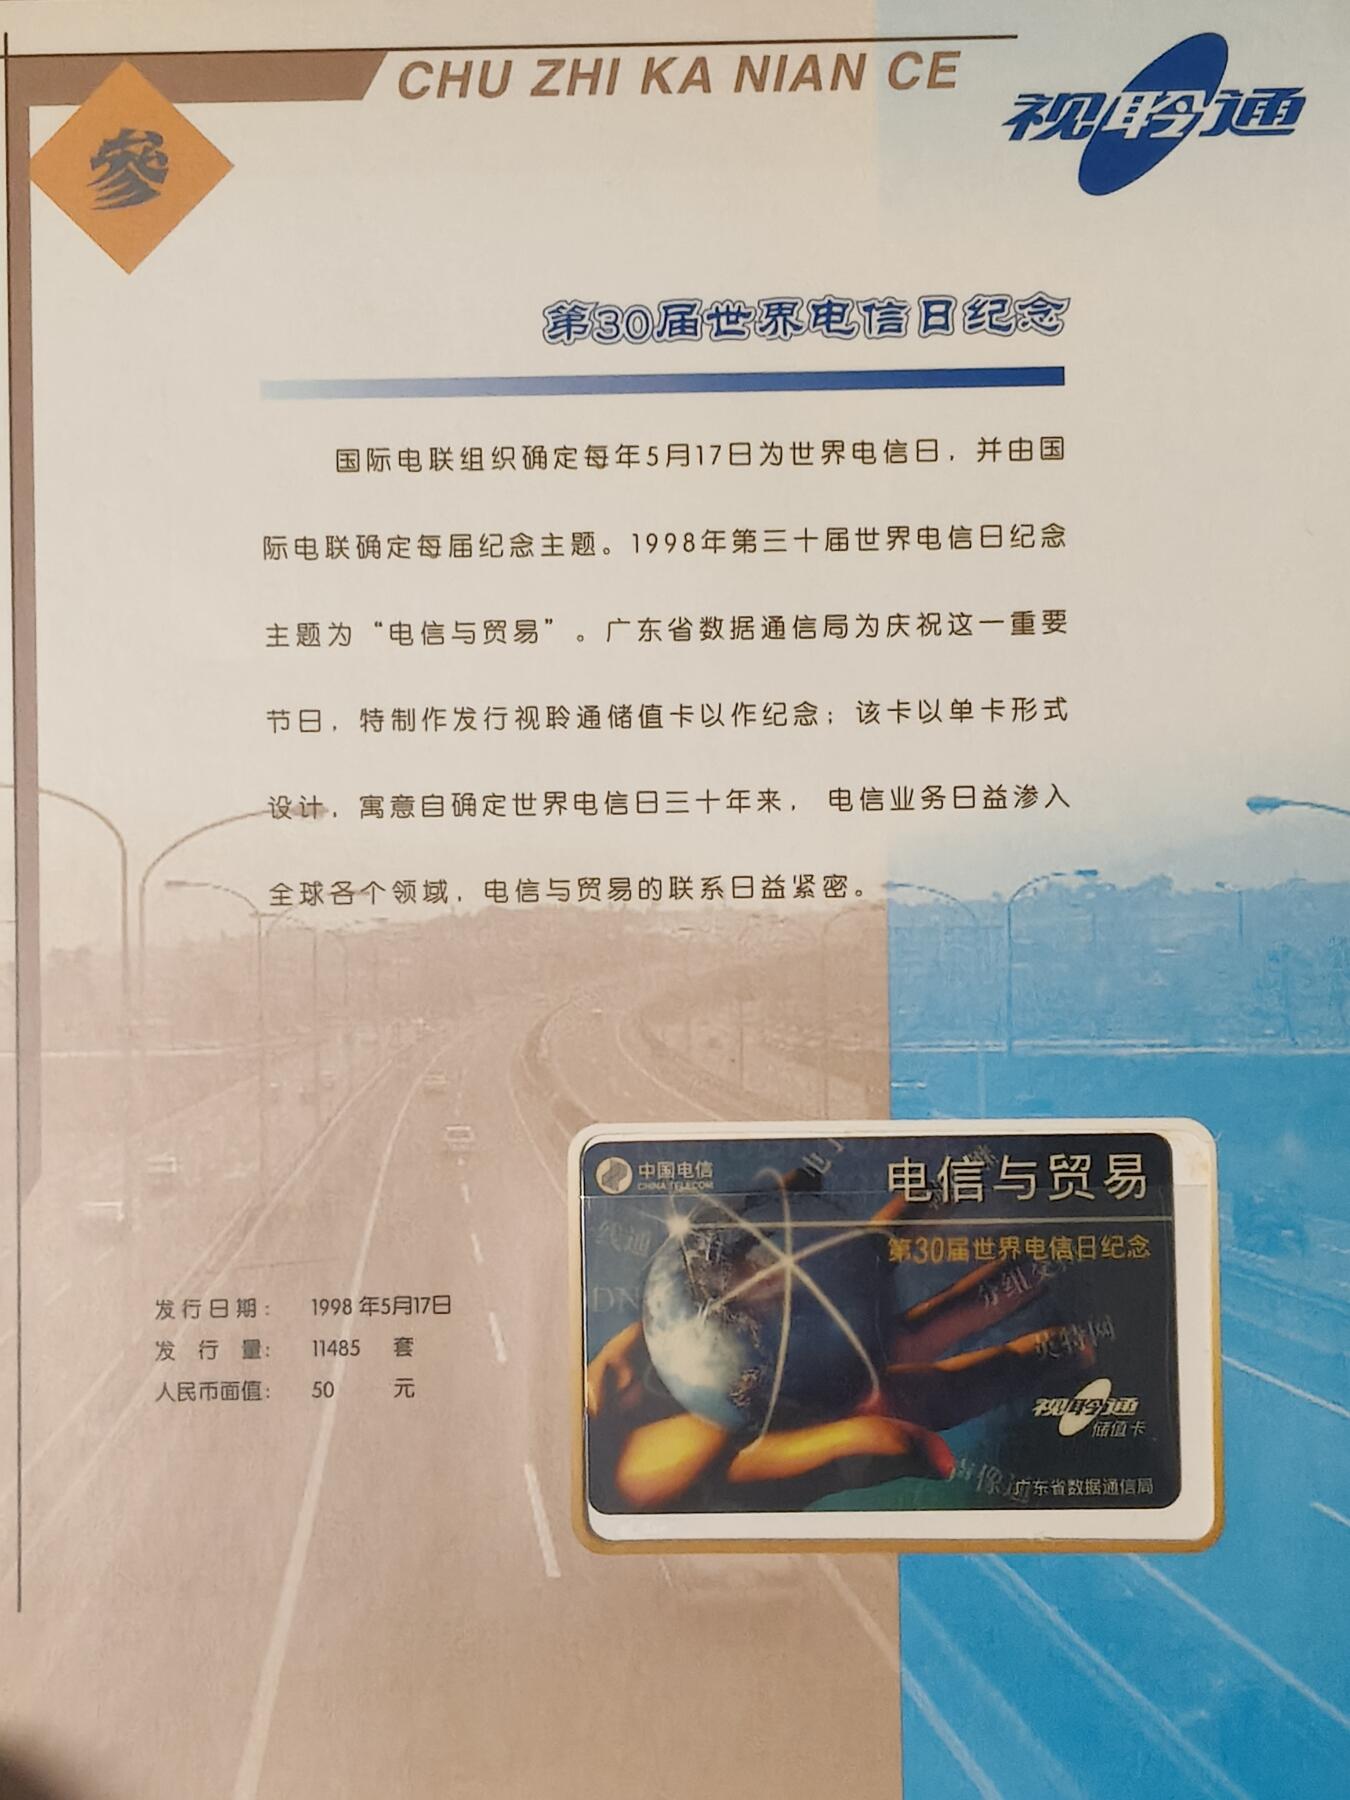 CHU ZHI KA NIAN CE
视聆通
叁
第30届世界电信日纪念
国际电联组织确定每年5月17日为世界电信日，并由国
际电联确定每届纪念主题。1998年第三十届世界电信日纪念
主题为“电信与贸易”。广东省数据通信局为庆祝这一重要
节日，特制作发行视聆通储值卡以作纪念；该卡以单卡形式
设计，寓意自确定世界电信日三十年来，电信业务日益渗入
全球各个领域，电信与贸易的联系日益紧密。
中国电信
CHINA TELECOM
电信与贸易
第30届世界电信日纪念
线通
DN
分组交
英特网
视聆通
储值卡
广东省数据通信局
发行日期： 1998年5月17日
发 行 量： 11485 套
人民币面值： 50 元